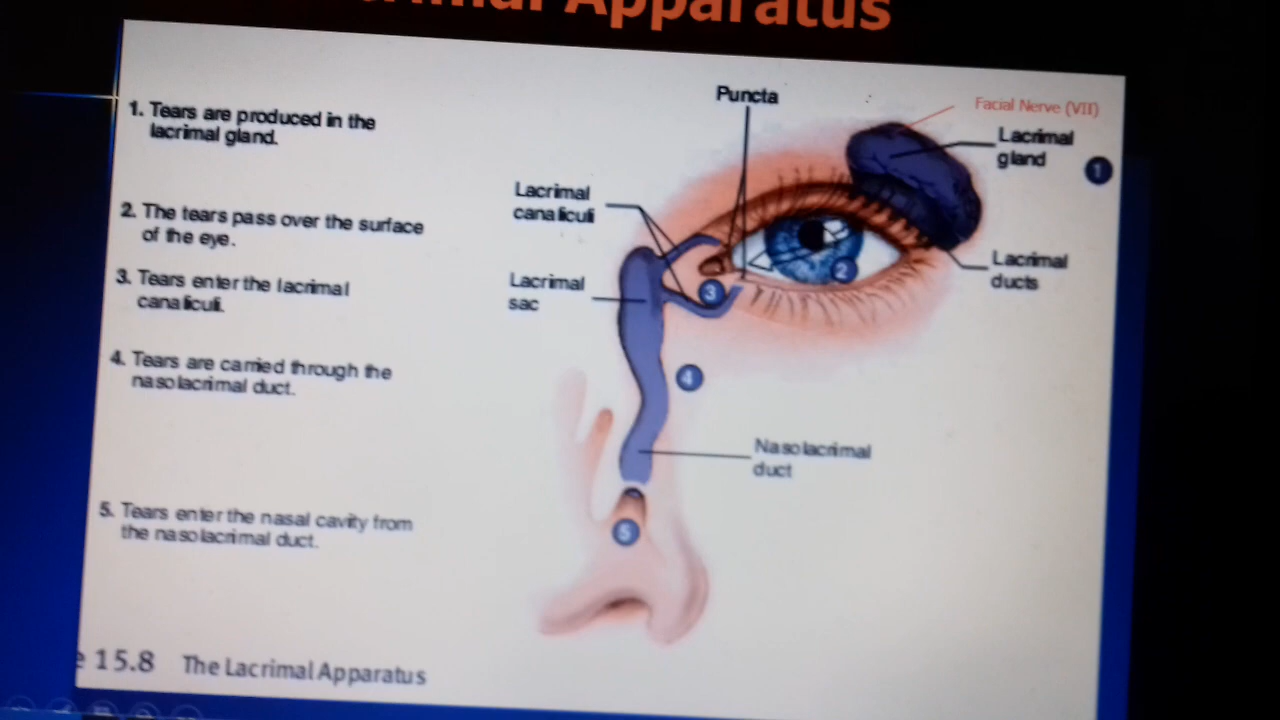 Apparatus
1. Tears are produced in the
lacrimal gland.
2. The tears pass over the surface
of the eye.
3. Tears enter the lacrimal
canaliculi.
4. Tears are carried through the
nasolacrimal duct.
5. Tears enter the nasal cavity from
the nasolacrimal duct.
Puncta
Facial Nerve (VII)
Lacrimal
gland
1
Lacrimal
canaliculi
Lacrimal
sac
Lacrimal
ducts
2
3
4
Nasolacrimal
duct
5
15.8 The Lacrimal Apparatus